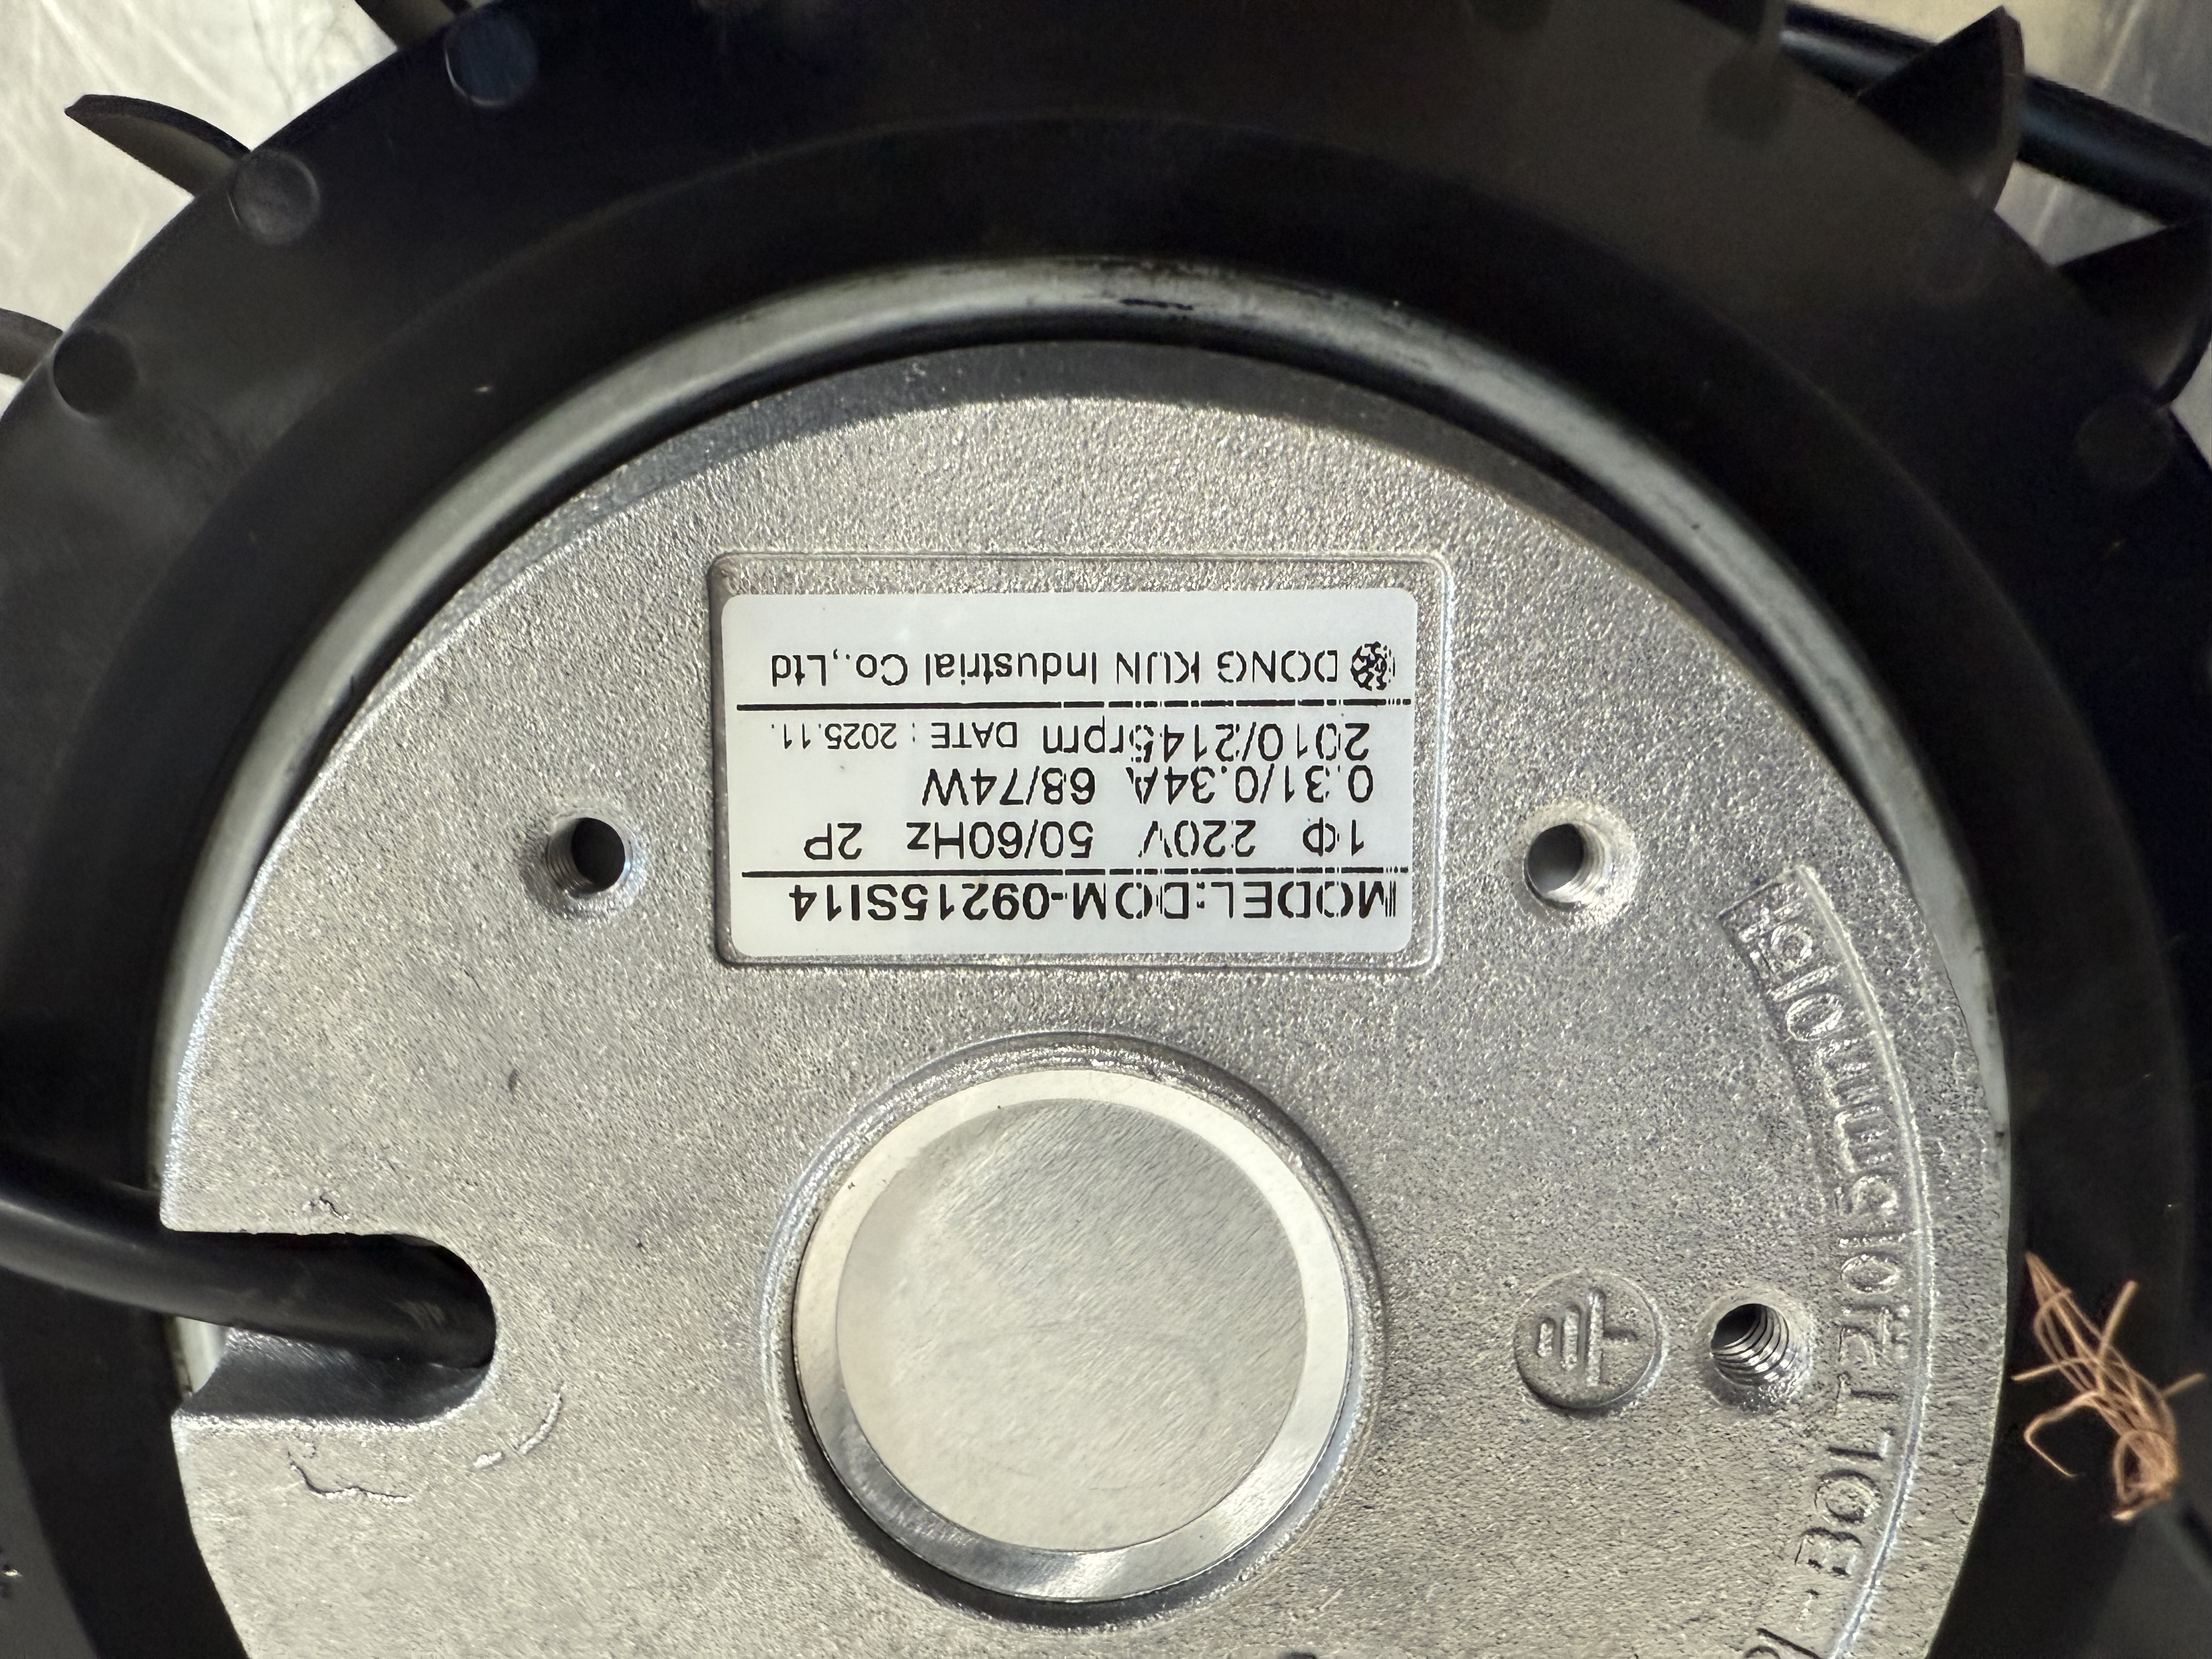 MODEL:DOM-09215SI14
1Φ 220V 50/60Hz 2P
0.31/0.34A 68/74W
2010/2145rpm DATE : 2025.11.
DONG KUN Industrial Co.,Ltd